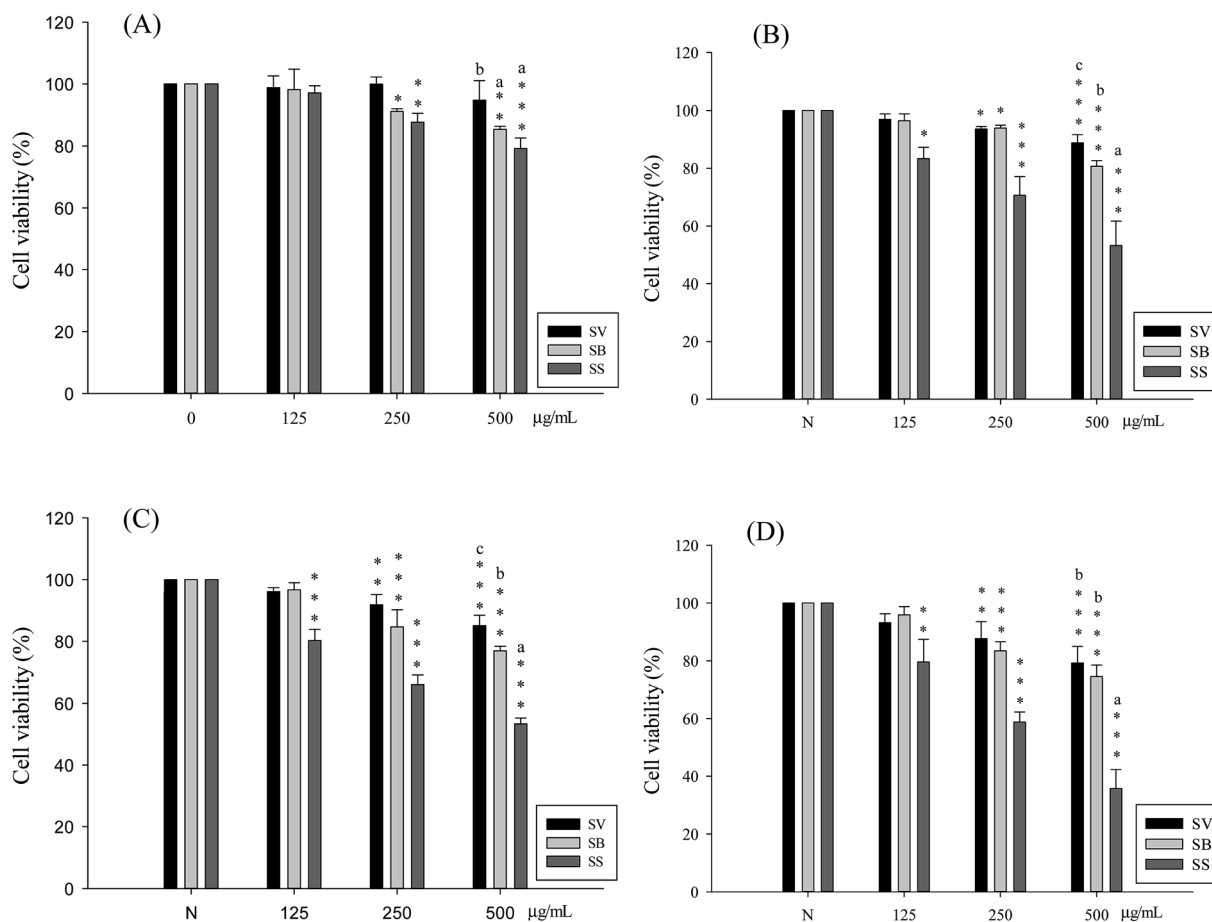 (A)
Cell viability (%)
120
100
80
60
40
20
0
b
a
a
*
* *
* *
* * *
SV
SB
SS
0 125 250 500 µg/mL
(B)
Cell viability (%)
120
100
80
60
40
20
0
c
b
a
*
* *
* * *
* * *
* * *
* * *
SV
SB
SS
N 125 250 500 µg/mL
(C)
Cell viability (%)
120
100
80
60
40
20
0
c
b
a
* * *
* *
* * *
* * *
* * *
* * *
* * *
SV
SB
SS
N 125 250 500 µg/mL
(D)
Cell viability (%)
120
100
80
60
40
20
0
b
b
a
* *
* *
* * *
* * *
* * *
* * *
* * *
SV
SB
SS
N 125 250 500 µg/mL